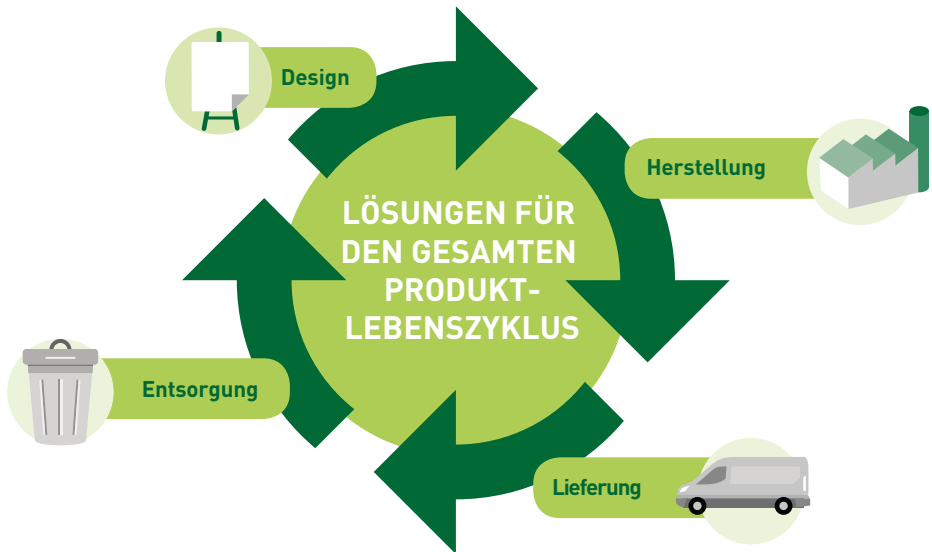 Design
Herstellung
LÖSUNGEN FÜR
DEN GESAMTEN
PRODUKT-
LEBENSZYKLUS
Entsorgung
Lieferung